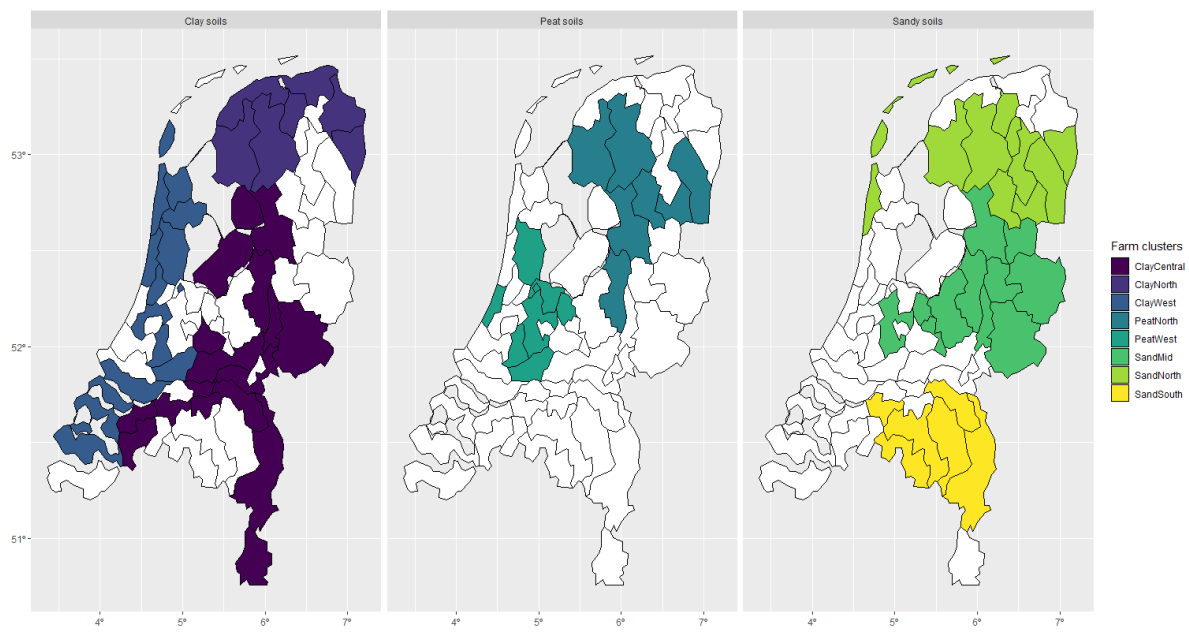 Clay soils
Peat soils
Sandy soils
53°
52°
51°
4°
5°
6°
7°
4°
5°
6°
7°
4°
5°
6°
7°
Farm clusters
ClayCentral
ClayNorth
ClayWest
PeatNorth
PeatWest
SandMid
SandNorth
SandSouth